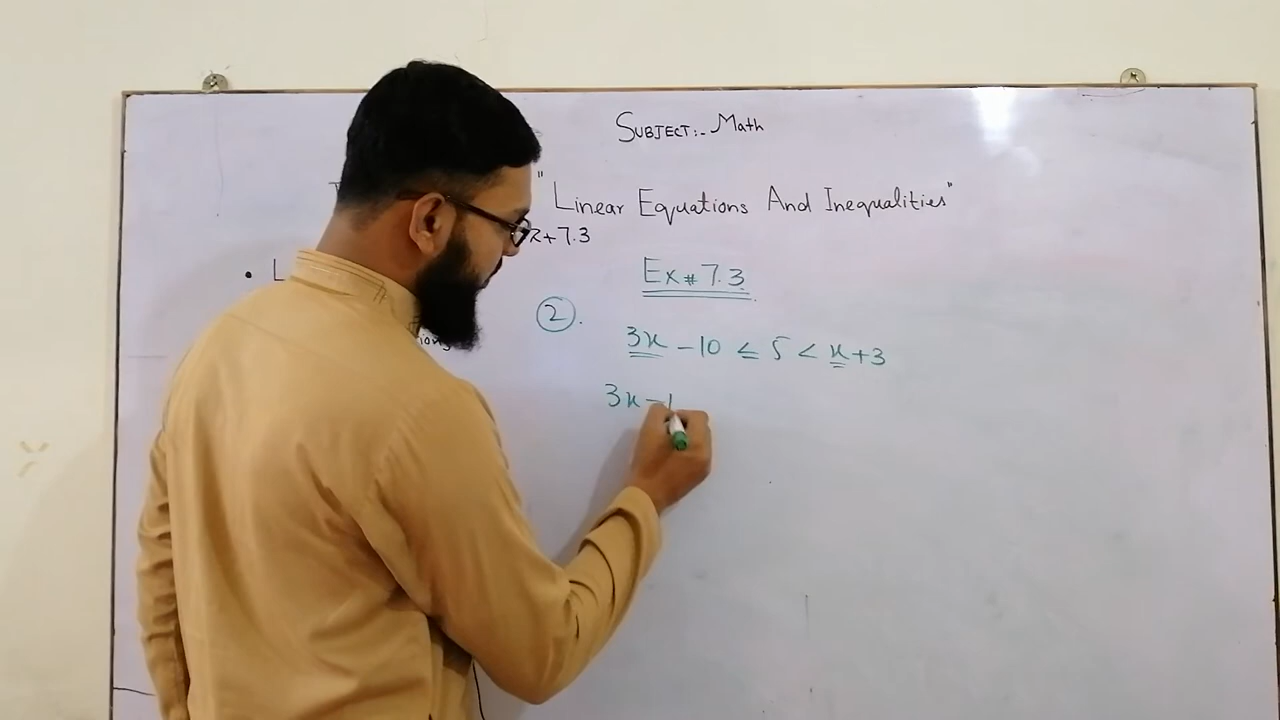 SUBJECT:- Math
"Linear Equations And Inequalities"
x+7.3
Ex # 7.3
2.
3x - 10 ≤ 5 < x + 3
3x - 1